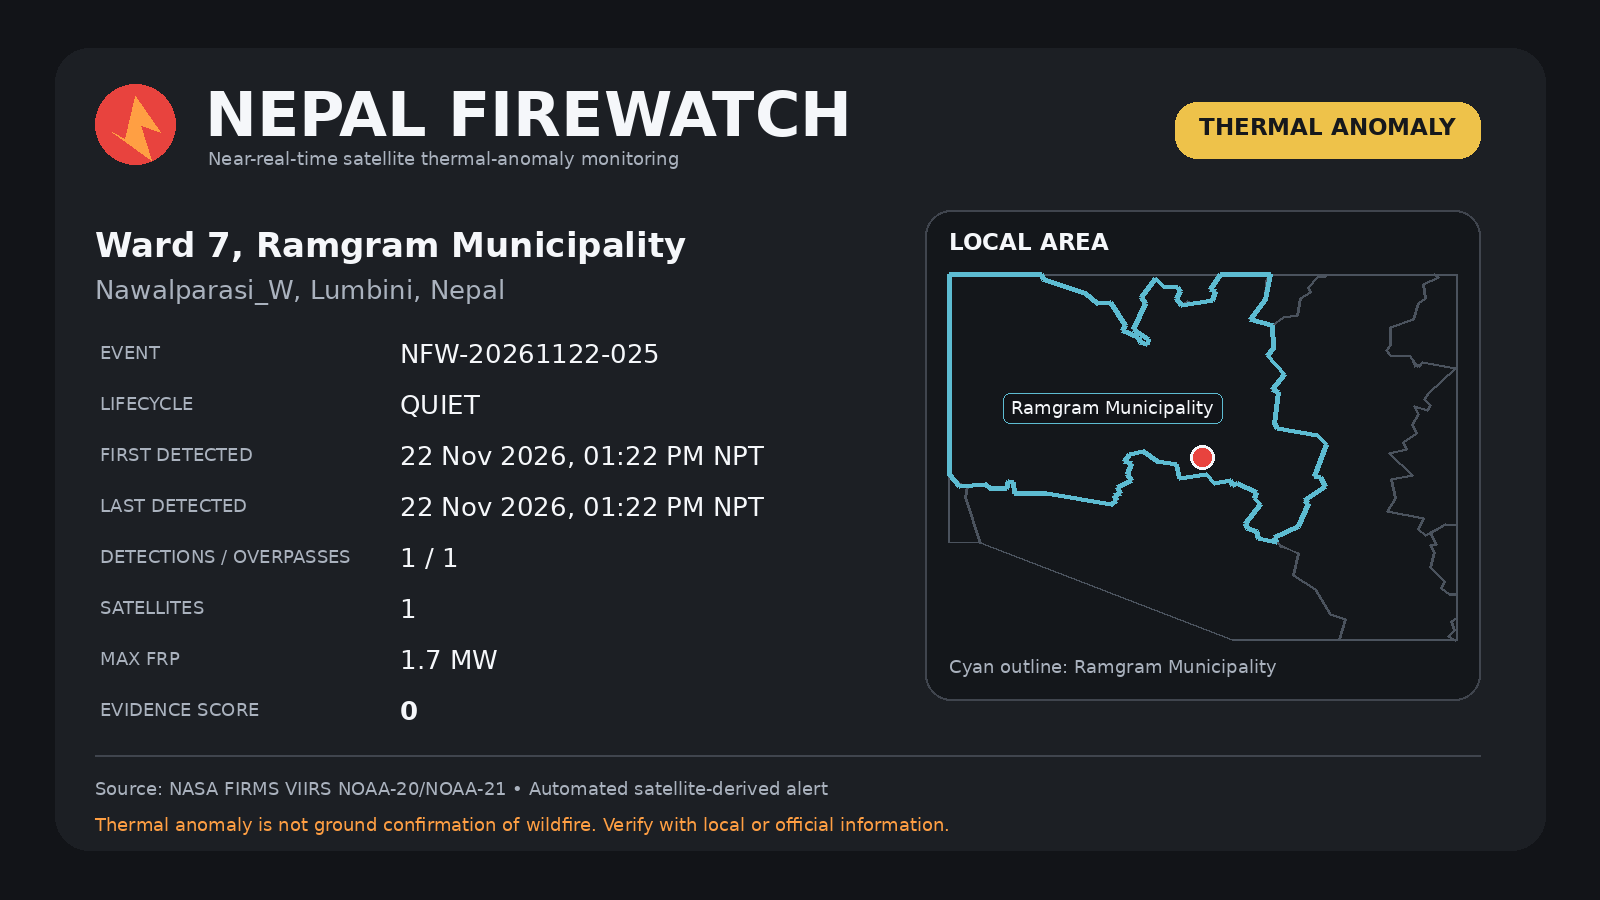 NEPAL FIREWATCH
Near-real-time satellite thermal-anomaly monitoring
THERMAL ANOMALY
Ward 7, Ramgram Municipality
Nawalparasi_W, Lumbini, Nepal
EVENT NFW-20261122-025
LIFECYCLE QUIET
FIRST DETECTED 22 Nov 2026, 01:22 PM NPT
LAST DETECTED 22 Nov 2026, 01:22 PM NPT
DETECTIONS / OVERPASSES 1 / 1
SATELLITES 1
MAX FRP 1.7 MW
EVIDENCE SCORE 0
LOCAL AREA
Ramgram Municipality
Cyan outline: Ramgram Municipality
Source: NASA FIRMS VIIRS NOAA-20/NOAA-21 • Automated satellite-derived alert
Thermal anomaly is not ground confirmation of wildfire. Verify with local or official information.